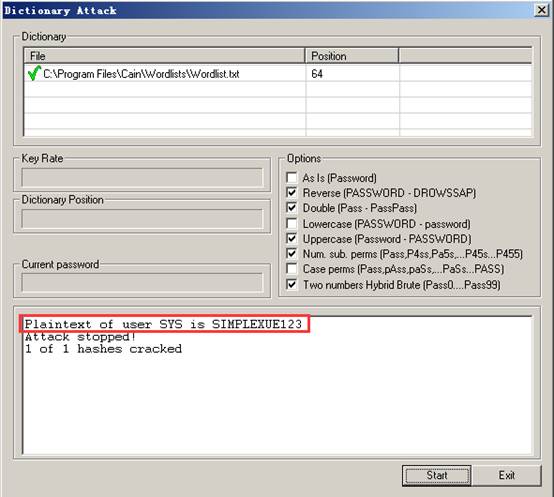 Dictionary Attack
Dictionary
File Position
C:\Program Files\Cain\Wordlists\Wordlist.txt 64
Key Rate
Dictionary Position
Current password
Options
As Is (Password)
Reverse (PASSWORD - DROWSSAP)
Double (Pass - PassPass)
Lowercase (PASSWORD - password)
Uppercase (Password - PASSWORD)
Num. sub. perms (Pass,P4ss,Pa5s,...P45s...P455)
Case perms (Pass,pAss,paSs,...PaSs...PASS)
Two numbers Hybrid Brute (Pass0....Pass99)
Plaintext of user SYS is SIMPLEXUE123
Attack stopped!
1 of 1 hashes cracked
Start Exit